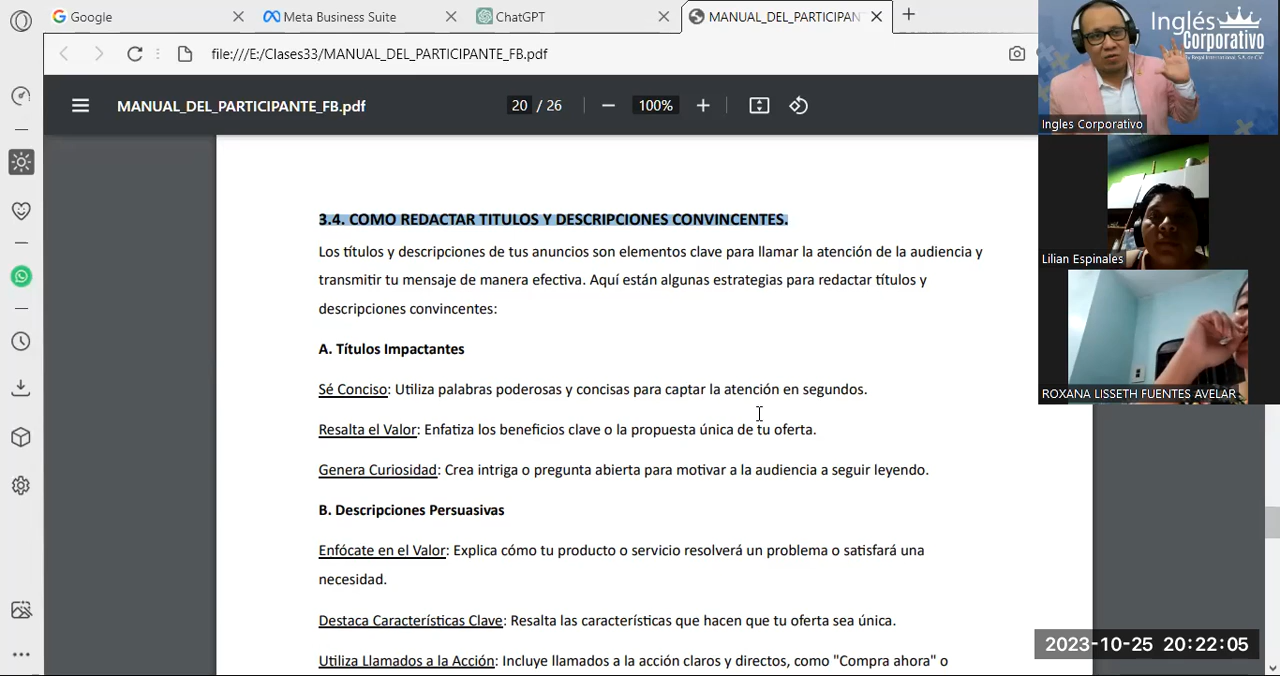 Google
Meta Business Suite
ChatGPT
MANUAL_DEL_PARTICIPAN
file:///E:/Clases33/MANUAL_DEL_PARTICIPANTE_FB.pdf
MANUAL_DEL_PARTICIPANTE_FB.pdf
20 / 26
100%
3.4. COMO REDACTAR TITULOS Y DESCRIPCIONES CONVINCENTES.
Los títulos y descripciones de tus anuncios son elementos clave para llamar la atención de la audiencia y
transmitir tu mensaje de manera efectiva. Aquí están algunas estrategias para redactar títulos y
descripciones convincentes:
A. Títulos Impactantes
Sé Conciso: Utiliza palabras poderosas y concisas para captar la atención en segundos.
Resalta el Valor: Enfatiza los beneficios clave o la propuesta única de tu oferta.
Genera Curiosidad: Crea intriga o pregunta abierta para motivar a la audiencia a seguir leyendo.
B. Descripciones Persuasivas
Enfócate en el Valor: Explica cómo tu producto o servicio resolverá un problema o satisfará una
necesidad.
Destaca Características Clave: Resalta las características que hacen que tu oferta sea única.
Utiliza Llamados a la Acción: Incluye llamados a la acción claros y directos, como "Compra ahora" o
Inglés
Corporativo
Ingles Corporativo
Lilian Espinales
ROXANA LISSETH FUENTES AVELAR
2023-10-25 20:22:05